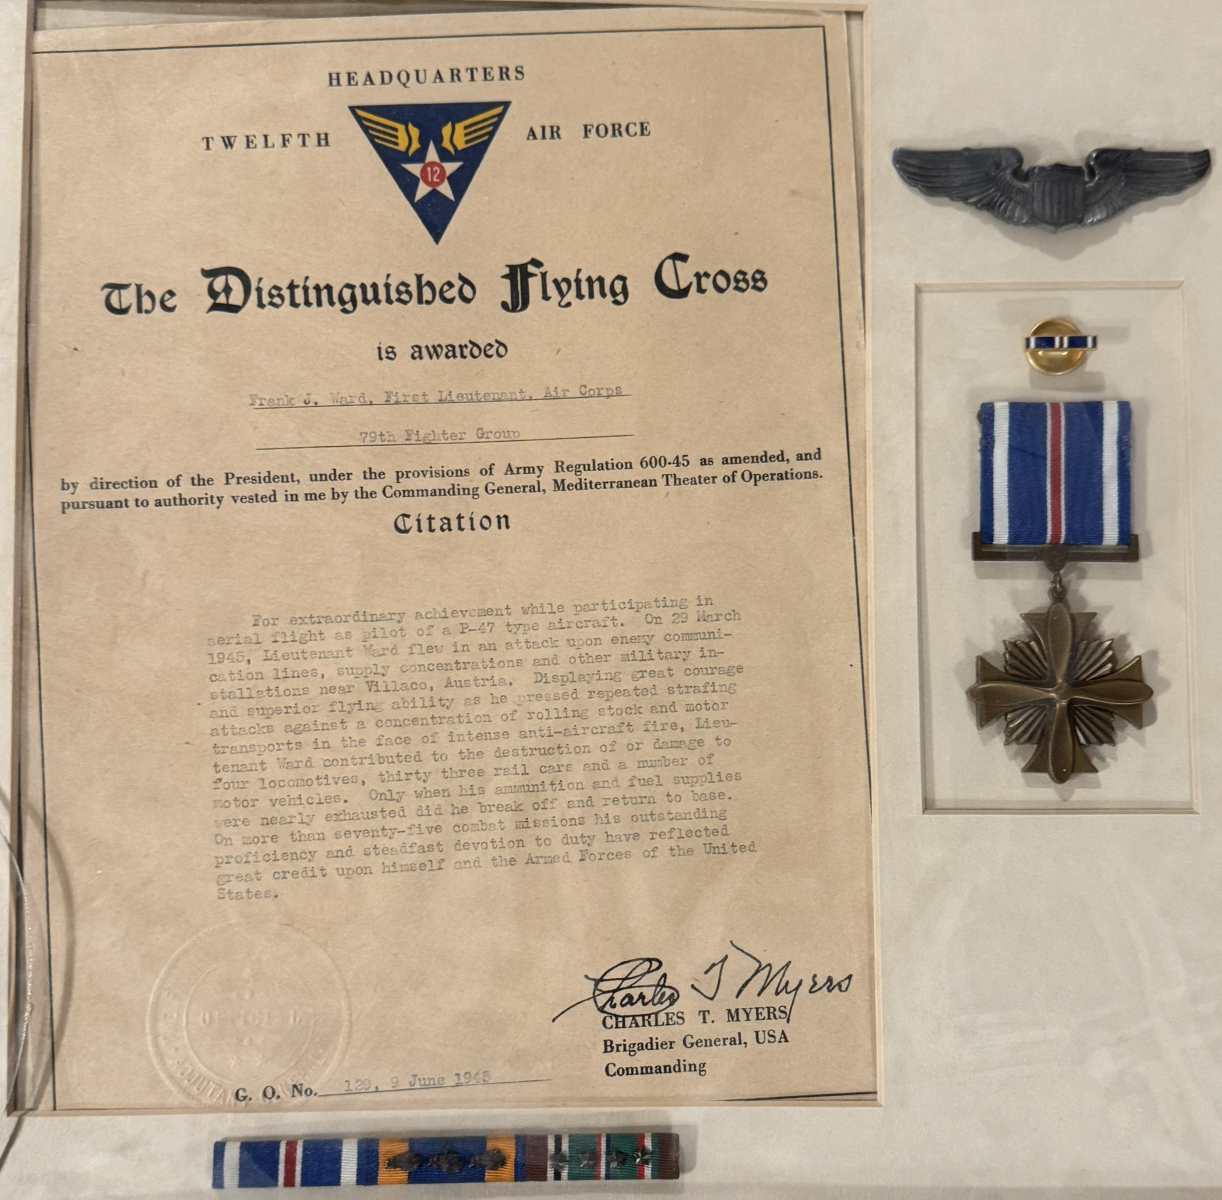 HEADQUARTERS
TWELFTH AIR FORCE
12
The Distinguished Flying Cross
is awarded
Frank J. Ward, First Lieutenant, Air Corps
79th Fighter Group
by direction of the President, under the provisions of Army Regulation 600-45 as amended, and
pursuant to authority vested in me by the Commanding General, Mediterranean Theater of Operations.
Citation
For extraordinary achievement while participating in
aerial flight as pilot of a P-47 type aircraft. On 29 March
1945, Lieutenant Ward flew in an attack upon enemy communi-
cation lines, supply concentrations and other military in-
stallations near Villaco, Austria. Displaying great courage
and superior flying ability as he pressed repeated strafing
attacks against a concentration of rolling stock and motor
transports in the face of intense anti-aircraft fire, Lieu-
tenant Ward contributed to the destruction of or damage to
four locomotives, thirty three rail cars and a number of
motor vehicles. Only when his ammunition and fuel supplies
were nearly exhausted did he break off and return to base.
On more than seventy-five combat missions his outstanding
proficiency and steadfast devotion to duty have reflected
great credit upon himself and the Armed Forces of the United
States.
Charles T Myers
CHARLES T. MYERS
Brigadier General, USA
Commanding
OFFICIAL
G. O. No. 129, 9 June 1945